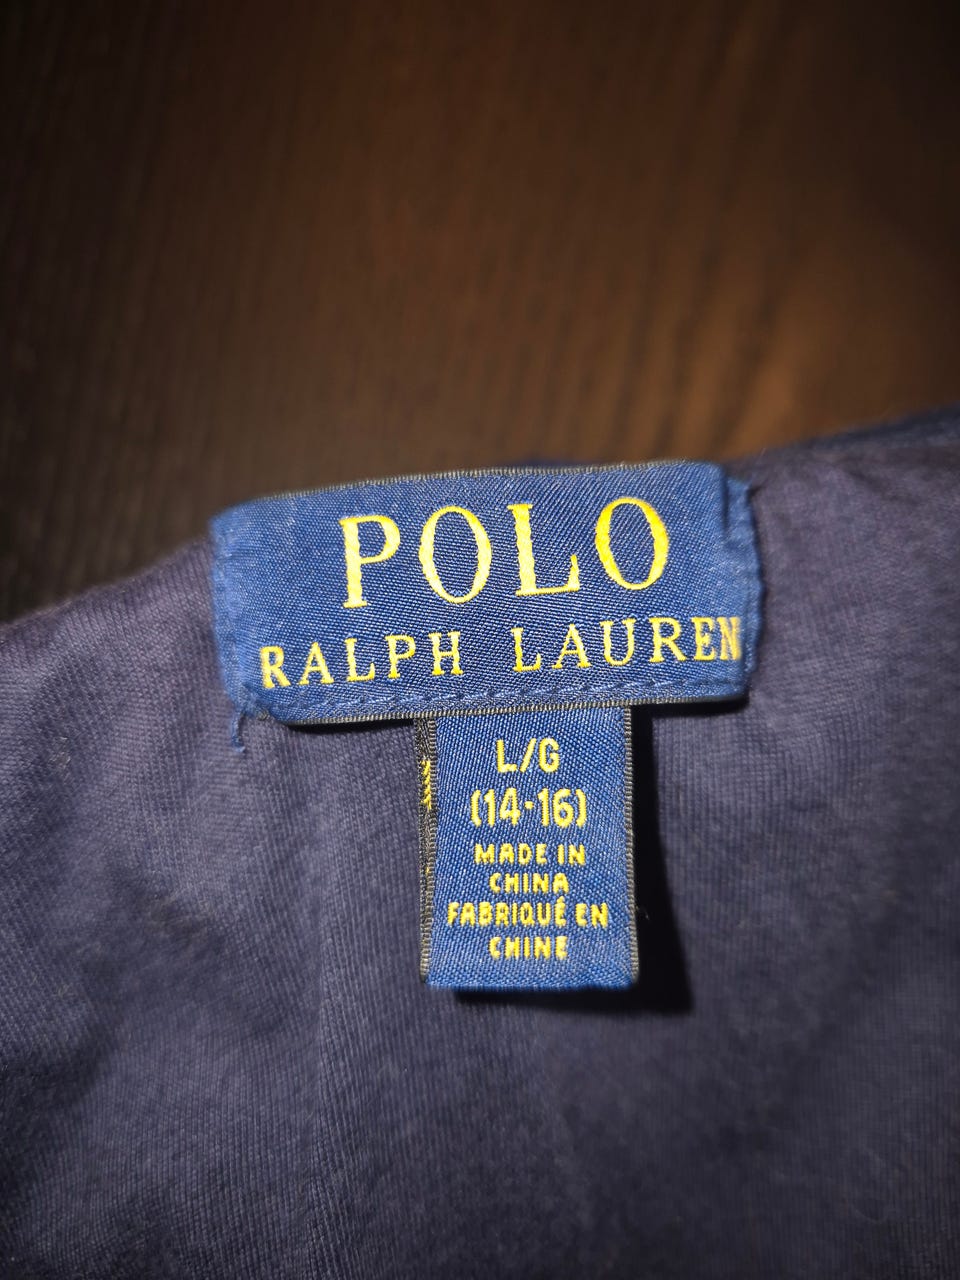 POLO
RALPH LAUREN
L/G
(14-16)
MADE IN
CHINA
FABRIQUÉ EN
CHINE